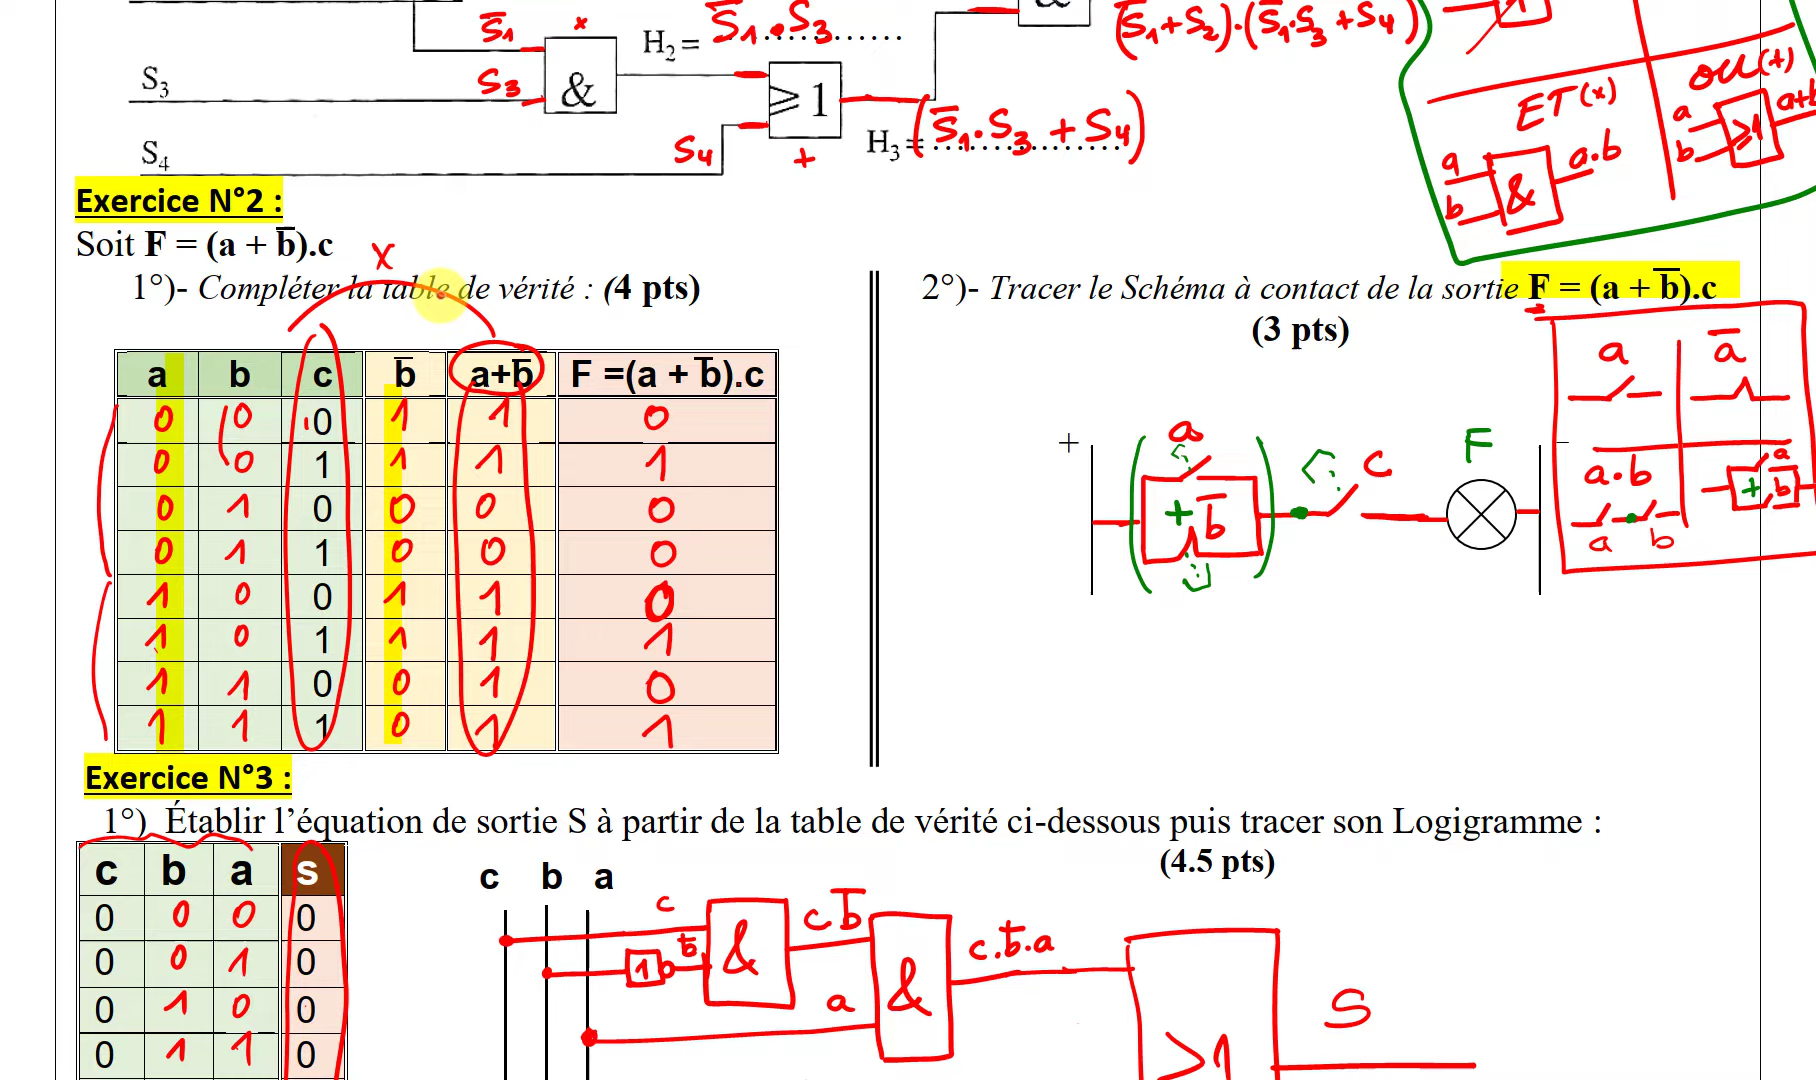 S̅1 × H2 = S̅1.S3
(S̅1+S2).(S̅1.S3+S4)
S3 S3 &
≥1
H3 = (S̅1.S3 + S4)
S4 S4 +
ET(x) OU(+)
a b & a.b
a b ≥1 a+b
Exercice N°2 :
Soit F = (a + b̅).c
x
1°)- Compléter la table de vérité : (4 pts)
a b c b̅ a+b̅ F =(a + b̅).c
0 0 0 1 1 0
0 0 1 1 1 1
0 1 0 0 0 0
0 1 1 0 0 0
1 0 0 1 1 0
1 0 1 1 1 1
1 1 0 0 1 0
1 1 1 0 1 1
2°)- Tracer le Schéma à contact de la sortie F = (a + b̅).c
(3 pts)
+ ( a + b̅ ) c F -
a a̅
a.b a + b
a b
Exercice N°3 :
1°) Établir l'équation de sortie S à partir de la table de vérité ci-dessous puis tracer son Logigramme :
(4.5 pts)
c b a s
0 0 0 0
0 0 1 0
0 1 0 0
0 1 1 0
c b a
c & c b̅
1 b̅
a & c.b̅.a
≥1 S